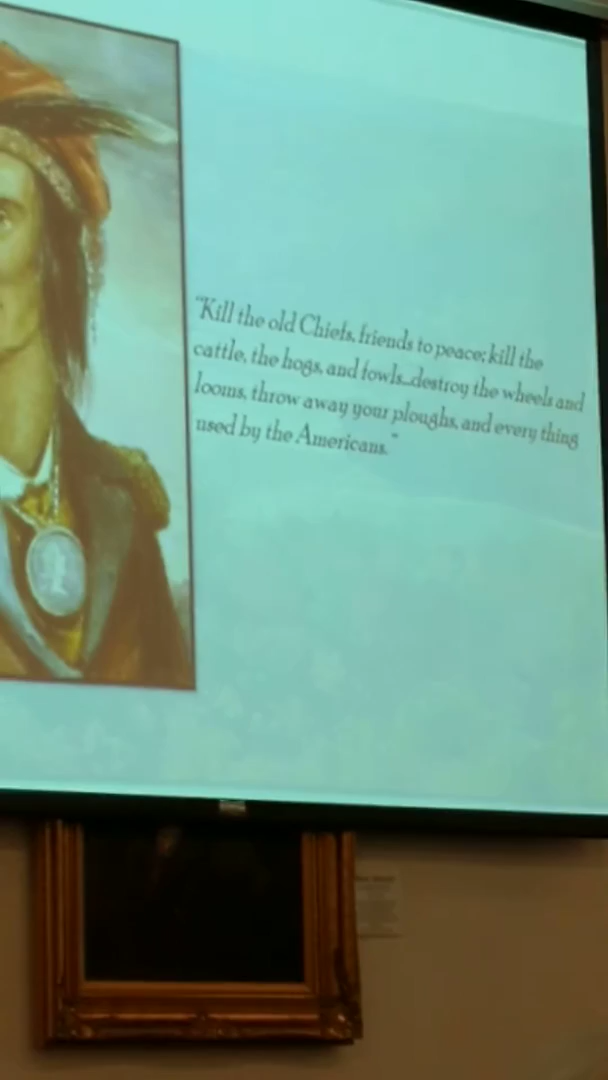 "Kill the old Chiefs, friends to peace; kill the
cattle, the hogs, and fowls...destroy the wheels and
looms, throw away your ploughs, and every thing
used by the Americans."